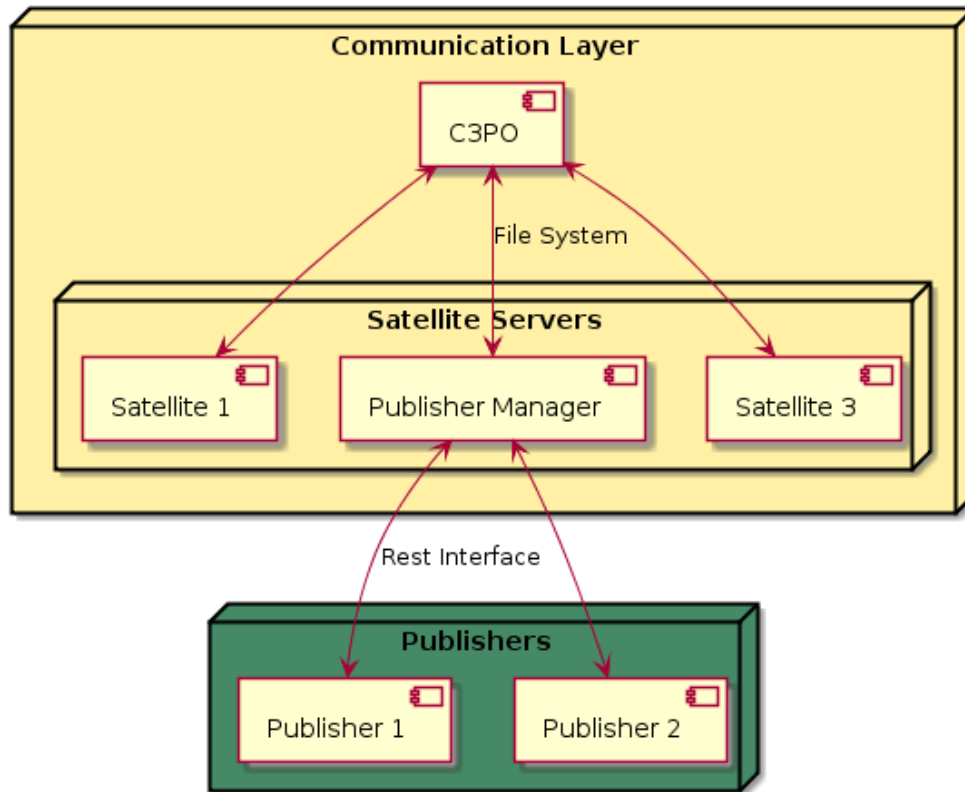 Communication Layer
C3PO
File System
Satellite Servers
Satellite 1
Publisher Manager
Satellite 3
Rest Interface
Publishers
Publisher 1
Publisher 2